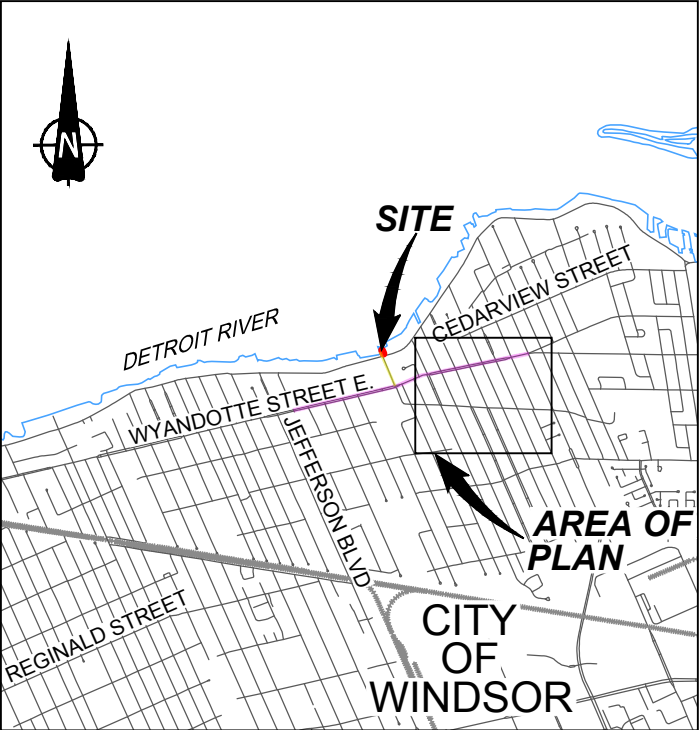 N
SITE
CEDARVIEW STREET
DETROIT RIVER
WYANDOTTE STREET E.
JEFFERSON BLVD
AREA OF
PLAN
REGINALD STREET
CITY
OF
WINDSOR